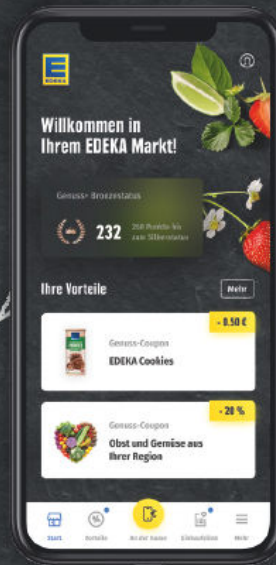 EDEKA
Willkommen in
Ihrem EDEKA Markt!
Genuss+ Bronzestatus
232
250 Punkte bis
zum Silberstatus
Ihre Vorteile
Mehr
- 0.50 €
Genuss-Coupon
EDEKA Cookies
- 20 %
Genuss-Coupon
Obst und Gemüse aus
Ihrer Region
Start
Vorteile
An der Kasse
Einkaufsliste
Mehr